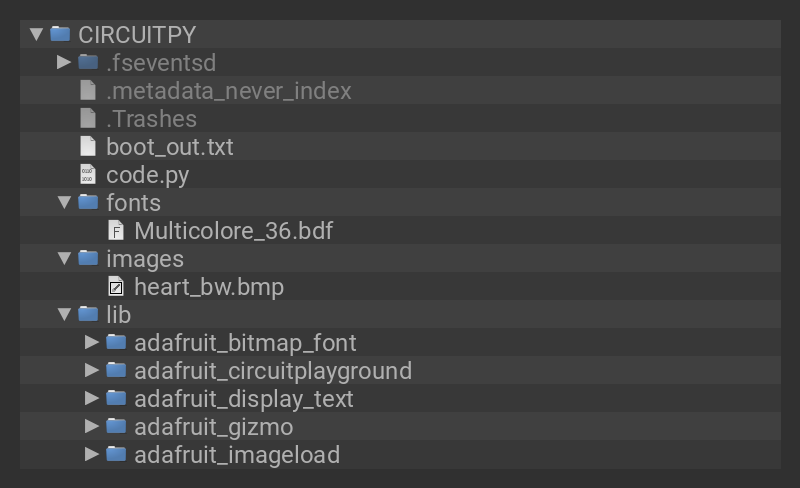 CIRCUITPY
.fseventsd
.metadata_never_index
.Trashes
boot_out.txt
code.py
fonts
Multicolore_36.bdf
images
heart_bw.bmp
lib
adafruit_bitmap_font
adafruit_circuitplayground
adafruit_display_text
adafruit_gizmo
adafruit_imageload